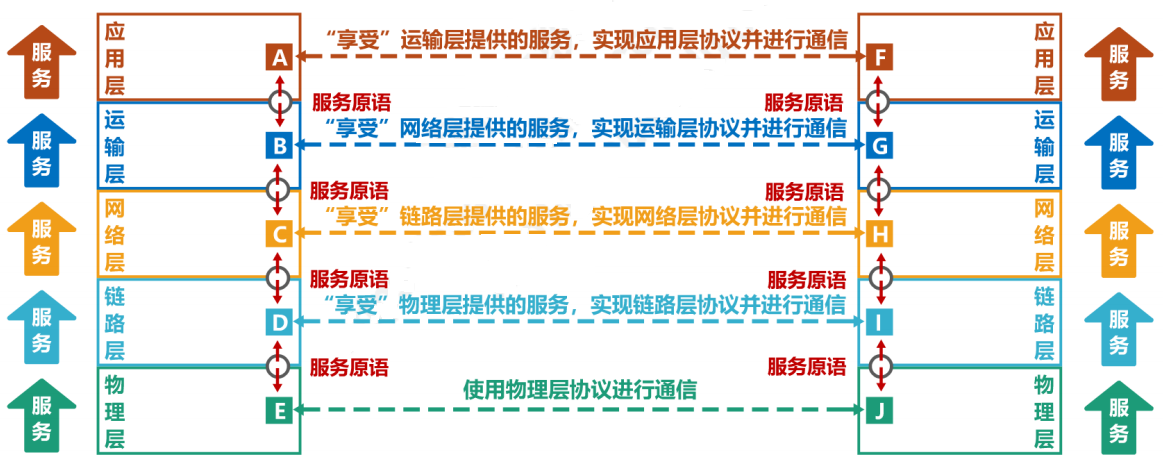 服务
应用层
A
“享受”运输层提供的服务，实现应用层协议并进行通信
F
应用层
服务
服务原语
服务原语
服务
运输层
B
“享受”网络层提供的服务，实现运输层协议并进行通信
G
运输层
服务
服务原语
服务原语
服务
网络层
C
“享受”链路层提供的服务，实现网络层协议并进行通信
H
网络层
服务
服务原语
服务原语
服务
链路层
D
“享受”物理层提供的服务，实现链路层协议并进行通信
I
链路层
服务
服务原语
服务原语
服务
物理层
E
使用物理层协议进行通信
J
物理层
服务